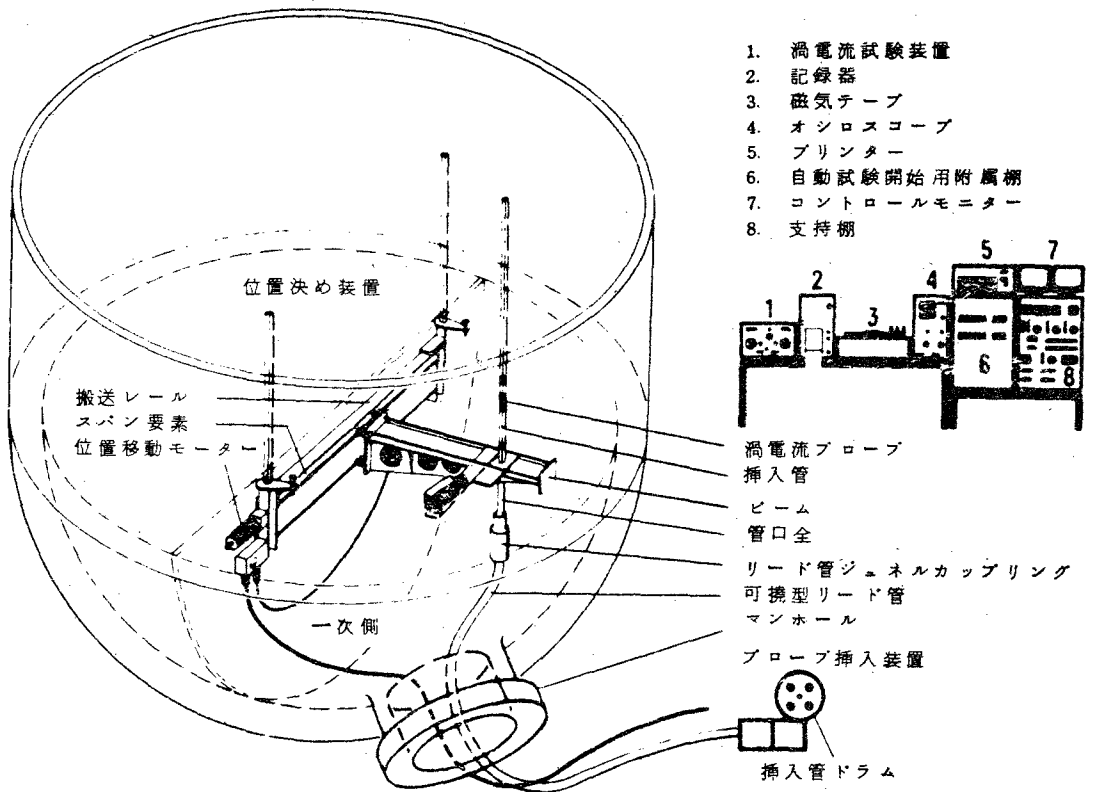 1. 渦電流試験装置
2. 記録器
3. 磁気テープ
4. オシロスコープ
5. プリンター
6. 自動試験開始用附属棚
7. コントロールモニター
8. 支持棚
位置決め装置
搬送レール
スパン要素
位置移動モーター
一次側
1
2
3
4
5
6
7
8
渦電流プローブ
挿入管
ビーム
管口全
リード管ジュネルカップリング
可撓型リード管
マンホール
プローブ挿入装置
挿入管ドラム